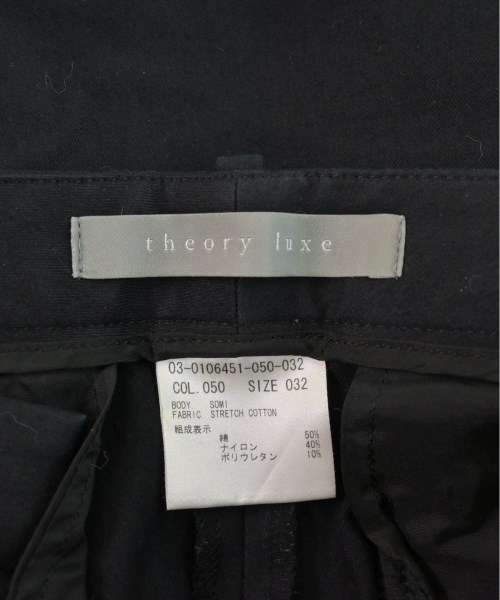 theory luxe
03-0106451-050-032
COL.050 SIZE 032
BODY. SOMI
FABRIC. STRETCH COTTON
組成表示
綿 50%
ナイロン 40%
ポリウレタン 10%